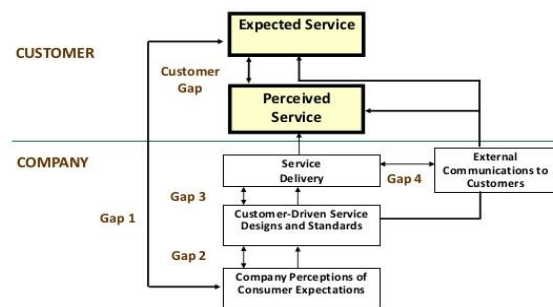 Expected Service
CUSTOMER
Customer
Gap
Perceived
Service
COMPANY
Service
Delivery
External
Communications to
Customers
Gap 4
Gap 3
Gap 1
Customer-Driven Service
Designs and Standards
Gap 2
Company Perceptions of
Consumer Expectations